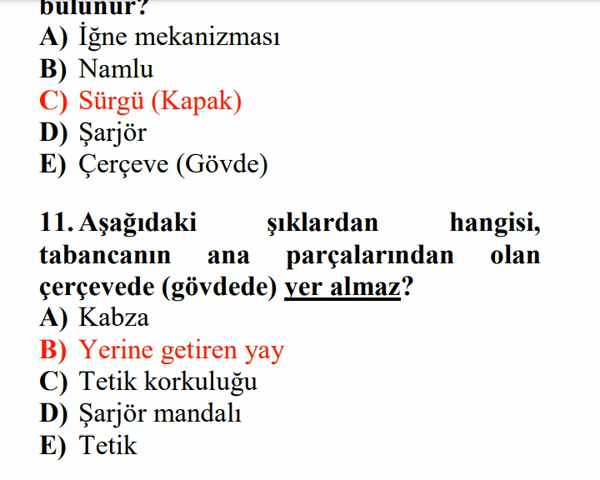 bulunur?
A) İğne mekanizması
B) Namlu
C) Sürgü (Kapak)
D) Şarjör
E) Çerçeve (Gövde)
11. Aşağıdaki şıklardan hangisi,
tabancanın ana parçalarından olan
çerçevede (gövdede) yer almaz?
A) Kabza
B) Yerine getiren yay
C) Tetik korkuluğu
D) Şarjör mandalı
E) Tetik